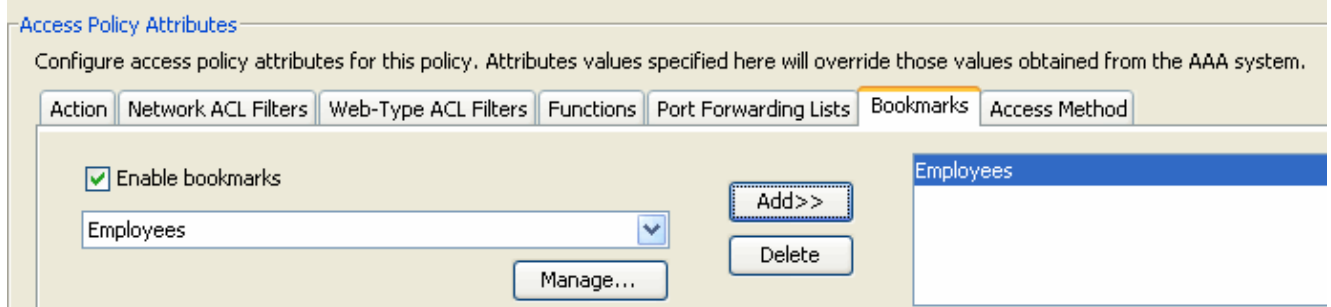 Access Policy Attributes
Configure access policy attributes for this policy. Attributes values specified here will override those values obtained from the AAA system.
Action Network ACL Filters Web-Type ACL Filters Functions Port Forwarding Lists Bookmarks Access Method
Enable bookmarks
Employees
Manage...
Add>>
Delete
Employees